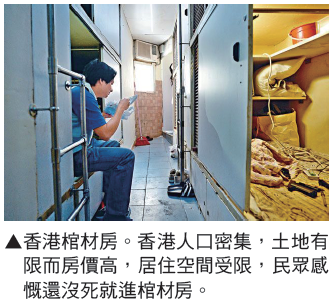 ▲香港棺材房。香港人口密集，土地有
限而房價高，居住空間受限，民眾感
慨還沒死就進棺材房。